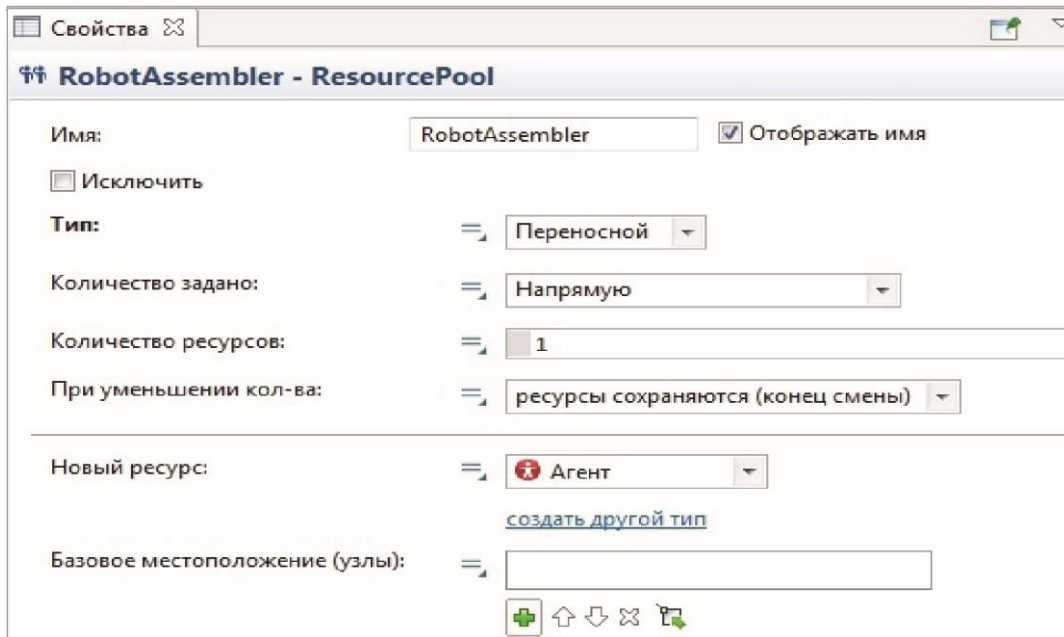 Свойства
RobotAssembler - ResourcePool
Имя: RobotAssembler Отображать имя
Исключить
Тип: Переносной
Количество задано: Напрямую
Количество ресурсов: 1
При уменьшении кол-ва: ресурсы сохраняются (конец смены)
Новый ресурс: Агент
создать другой тип
Базовое местоположение (узлы):